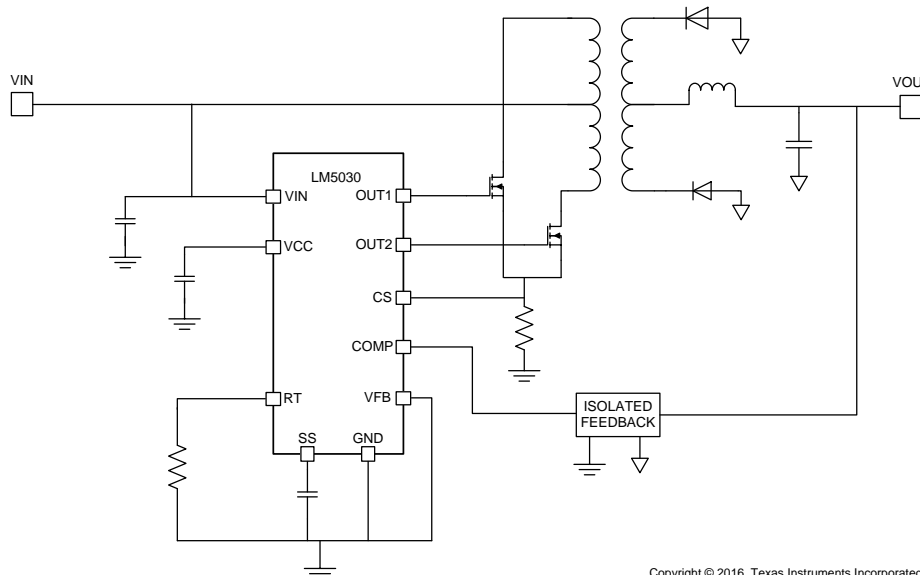 VIN
VOUT
LM5030
VIN
OUT1
VCC
OUT2
CS
COMP
RT
VFB
SS
GND
ISOLATED
FEEDBACK
Copyright © 2016, Texas Instruments Incorporated